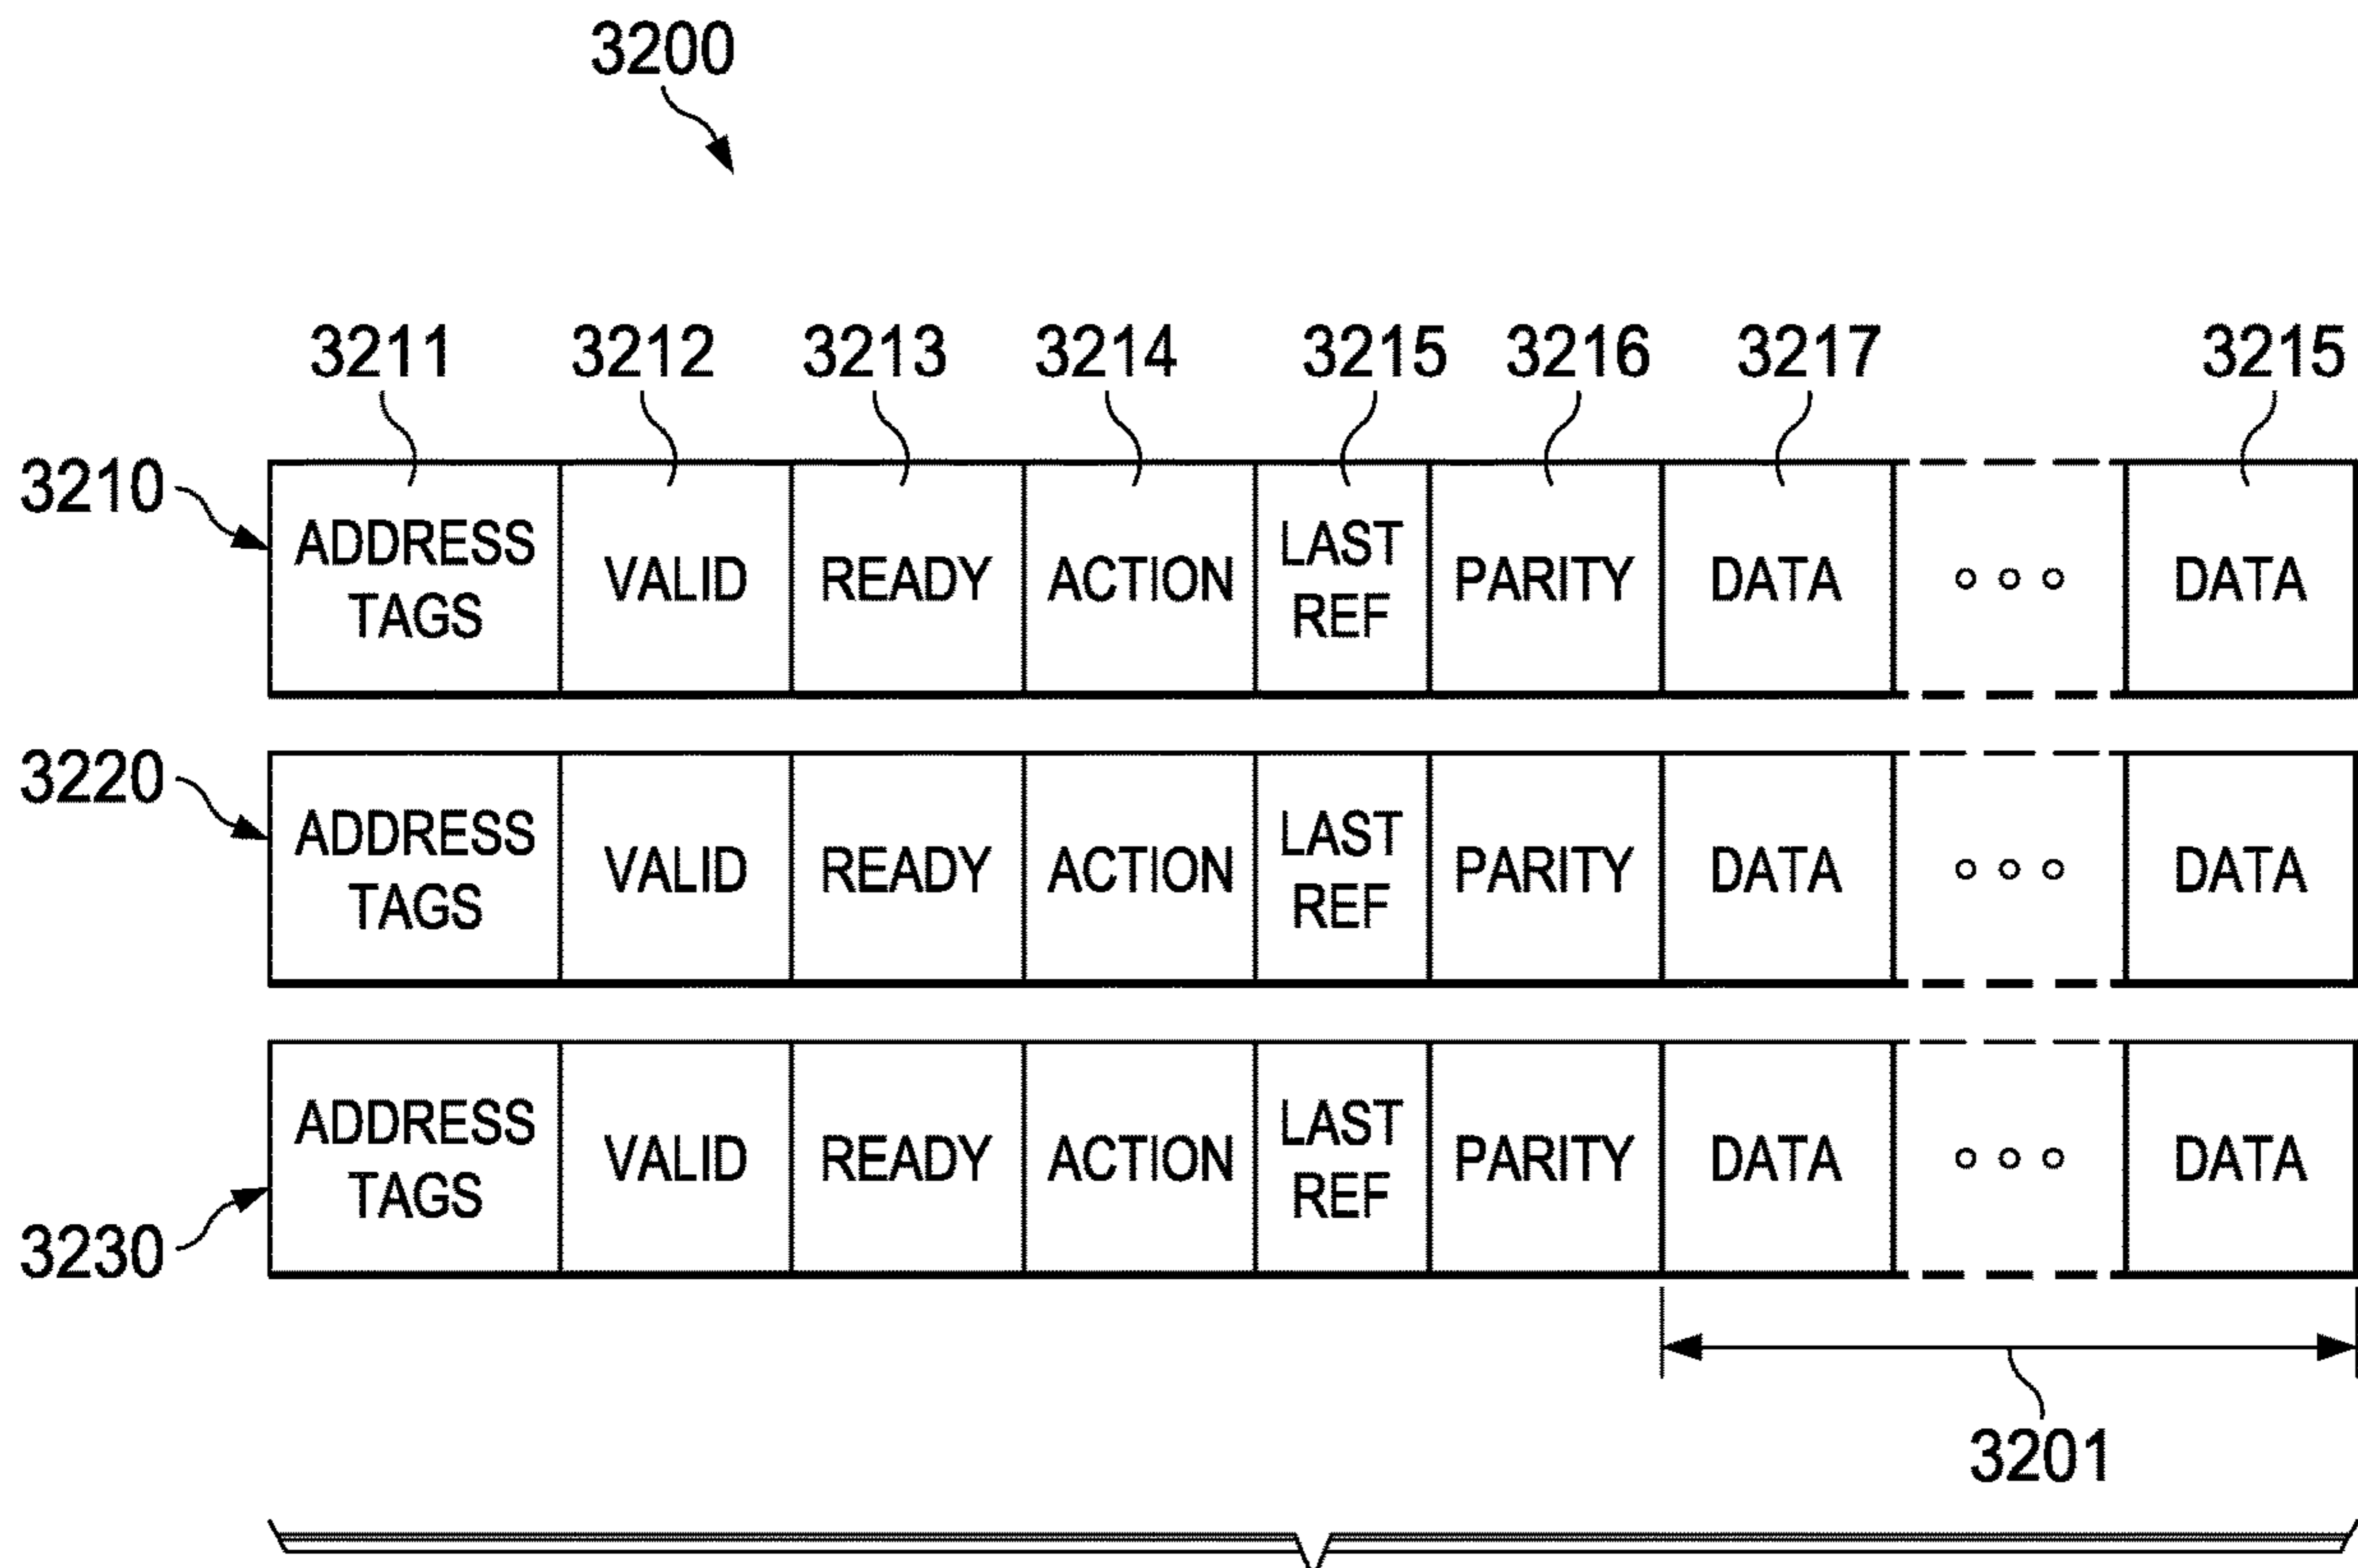 3200
3211 3212 3213 3214 3215 3216 3217 3215
3210
ADDRESS TAGS VALID READY ACTION LAST REF PARITY DATA DATA
3220
ADDRESS TAGS VALID READY ACTION LAST REF PARITY DATA DATA
3230
ADDRESS TAGS VALID READY ACTION LAST REF PARITY DATA DATA
3201